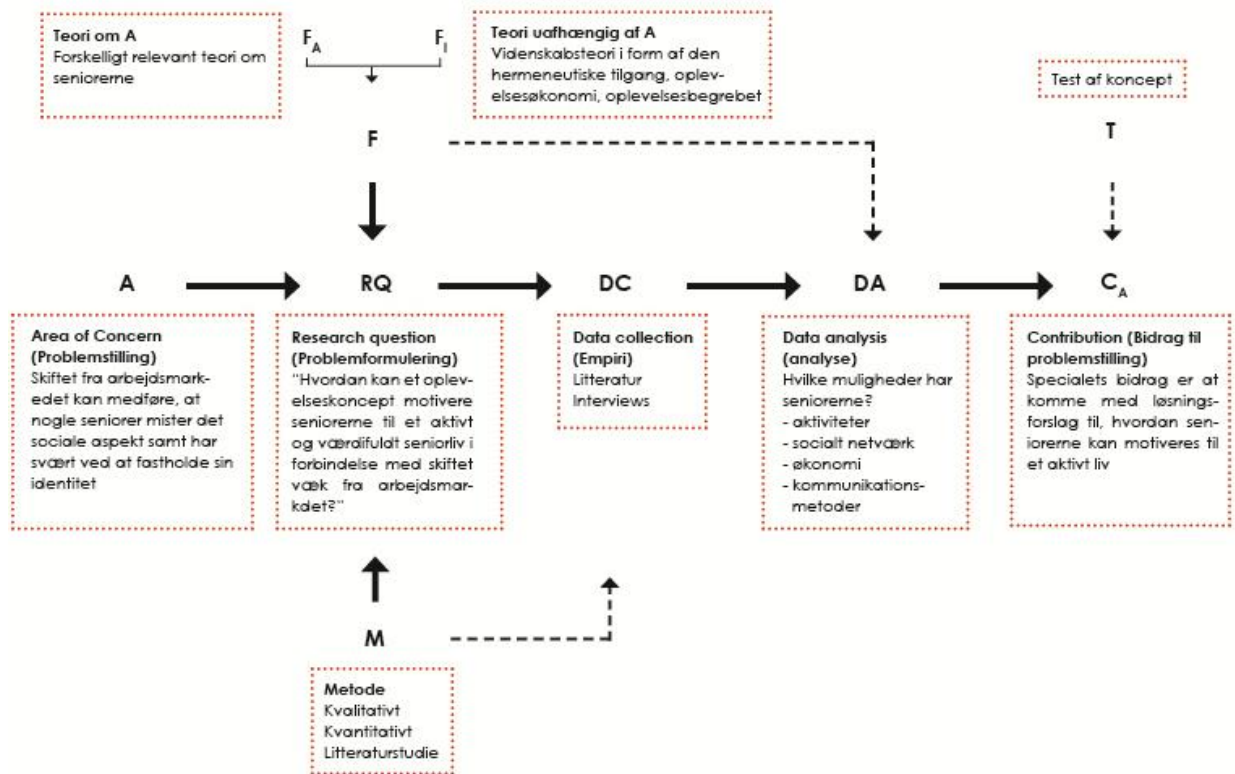 Teori om A
Forskelligt relevant teori om
seniorerne
F_A
F_I
Teori uafhængig af A
Videnskabsteori i form af den
hermeneutiske tilgang, oplev-
elsesøkonomi, oplevelsesbegrebet
Test af koncept
F
T
A
RQ
DC
DA
C_A
Area of Concern
(Problemstilling)
Skiftet fra arbejdsmark-
edet kan medføre, at
nogle seniorer mister det
sociale aspekt samt har
svært ved at fastholde sin
identitet
Research question
(Problemformulering)
"Hvordan kan et oplev-
elseskoncept motivere
seniorerne til et aktivt
og værdifuldt seniorliv i
forbindelse med skiftet
væk fra arbejdsmar-
kdet?"
Data collection
(Empiri)
Litteratur
Interviews
Data analysis
(analyse)
Hvilke muligheder har
seniorerne?
- aktiviteter
- socialt netværk
- økonomi
- kommunikations-
metoder
Contribution (Bidrag til
problemstilling)
Specialets bidrag er at
komme med løsnings-
forslag til, hvordan sen-
iorerne kan motiveres til
et aktivt liv
M
Metode
Kvalitativt
Kvantitativt
Litteraturstudie